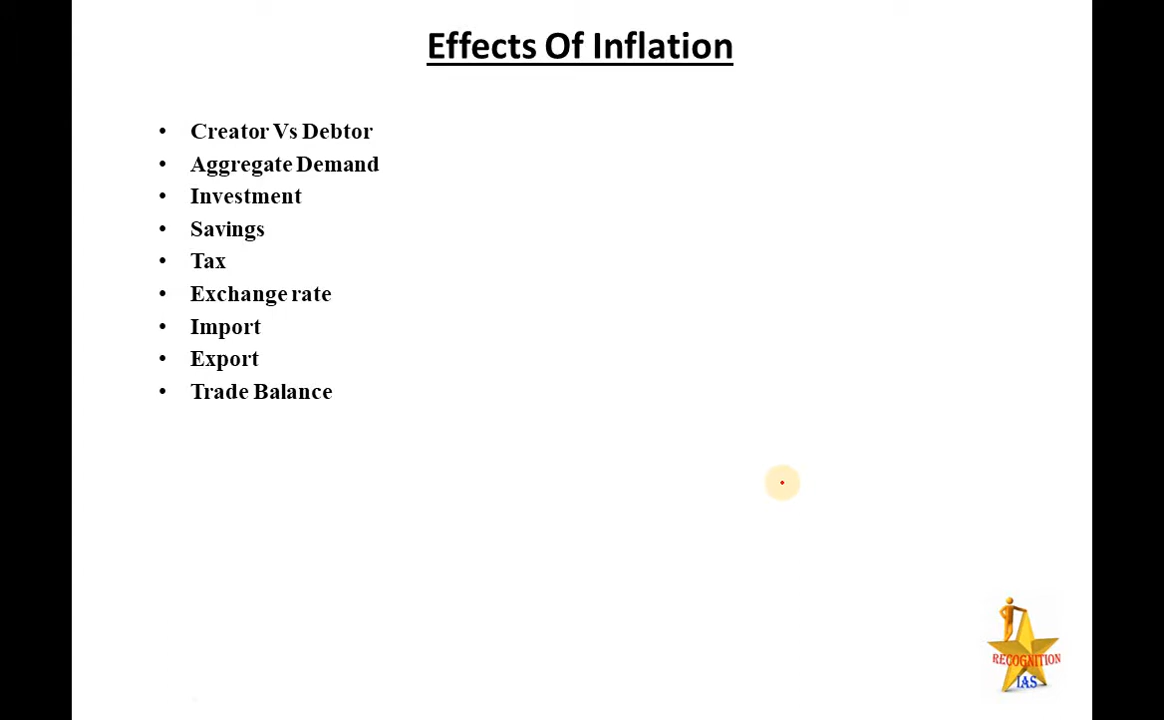 Effects Of Inflation
• Creator Vs Debtor
• Aggregate Demand
• Investment
• Savings
• Tax
• Exchange rate
• Import
• Export
• Trade Balance
RECOGNITION
IAS